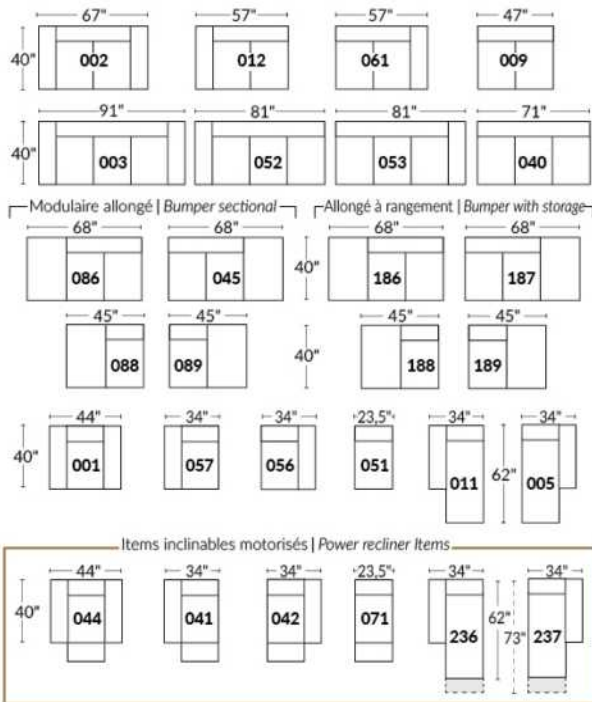 67" 57" 57" 47"
40" 002 012 061 009
91" 81" 81" 71"
40" 003 052 053 040
Modulaire allongé | Bumper sectional Allongé à rangement | Bumper with storage
68" 68" 68" 68"
086 045 40" 186 187
45" 45" 45" 45"
088 089 40" 188 189
44" 34" 34" 23,5" 34" 34"
40" 001 057 056 051 011 62" 005
Items inclinables motorisés | Power recliner Items
44" 34" 34" 23,5" 34" 34"
40" 044 041 042 071 236 62" 73" 237